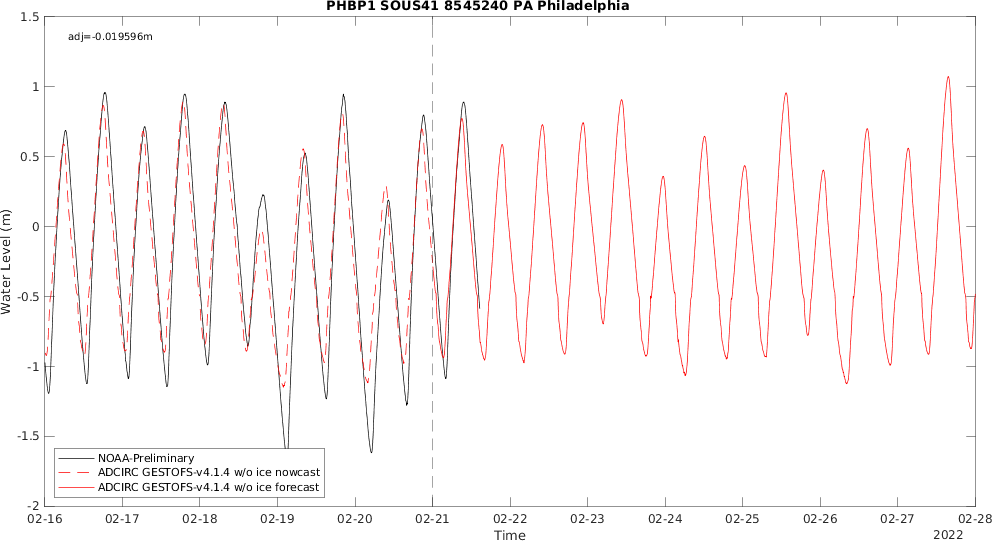 PHBP1 SOUS41 8545240 PA Philadelphia
adj=-0.019596m
1.5
1
0.5
0
-0.5
-1
-1.5
-2
Water Level (m)
NOAA-Preliminary
ADCIRC GESTOFS-v4.1.4 w/o ice nowcast
ADCIRC GESTOFS-v4.1.4 w/o ice forecast
02-16 02-17 02-18 02-19 02-20 02-21 02-22 02-23 02-24 02-25 02-26 02-27 02-28
Time
2022